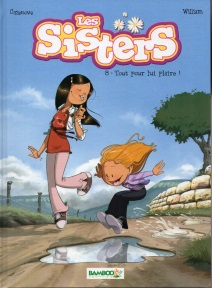 Cazenove
William
Les
Sisters
8 - Tout pour lui plaire !
BAMBOO